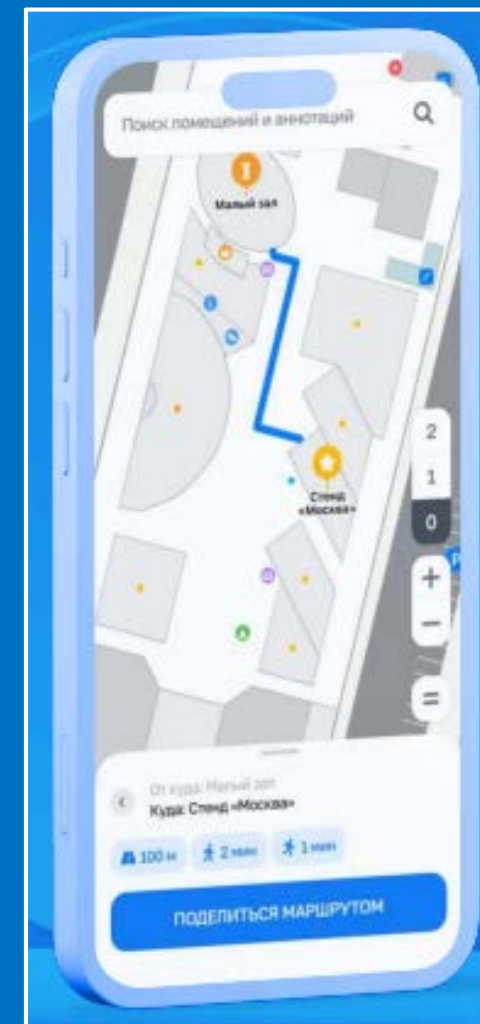 Поиск помещений и аннотаций
Малый зал
Стенд
«Москва»
2
1
0
+
−
=
P
От куда: Малый зал
Куда: Стенд «Москва»
100 м
2 мин
1 мин
ПОДЕЛИТЬСЯ МАРШРУТОМ